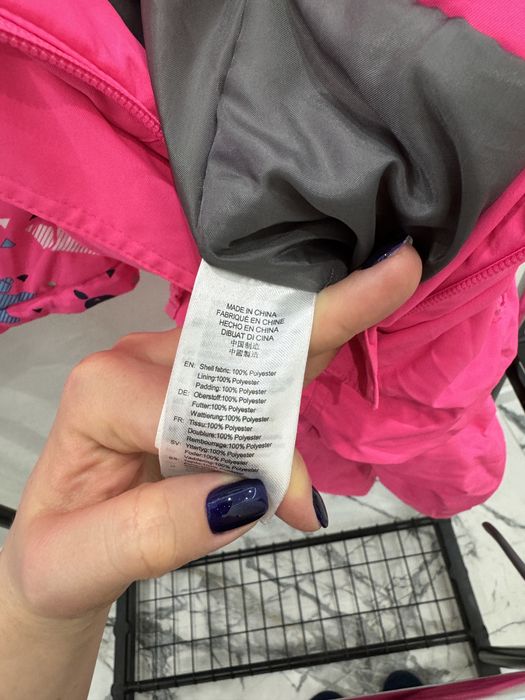 MADE IN CHINA
FABRIQUÉ EN CHINE
HECHO EN CHINA
DIBUAT DI CINA
中国制造
中國製造
EN: Shell fabric:100% Polyester
Lining:100% Polyester
Padding:100% Polyester
DE: Oberstoff:100% Polyester
Futter:100% Polyester
Wattierung:100% Polyester
FR: Tissu:100% Polyester
Doublure:100% Polyester
Rembourrage:100% Polyester
SV: Yttertyg:100% Polyester
Foder:100% Polyester